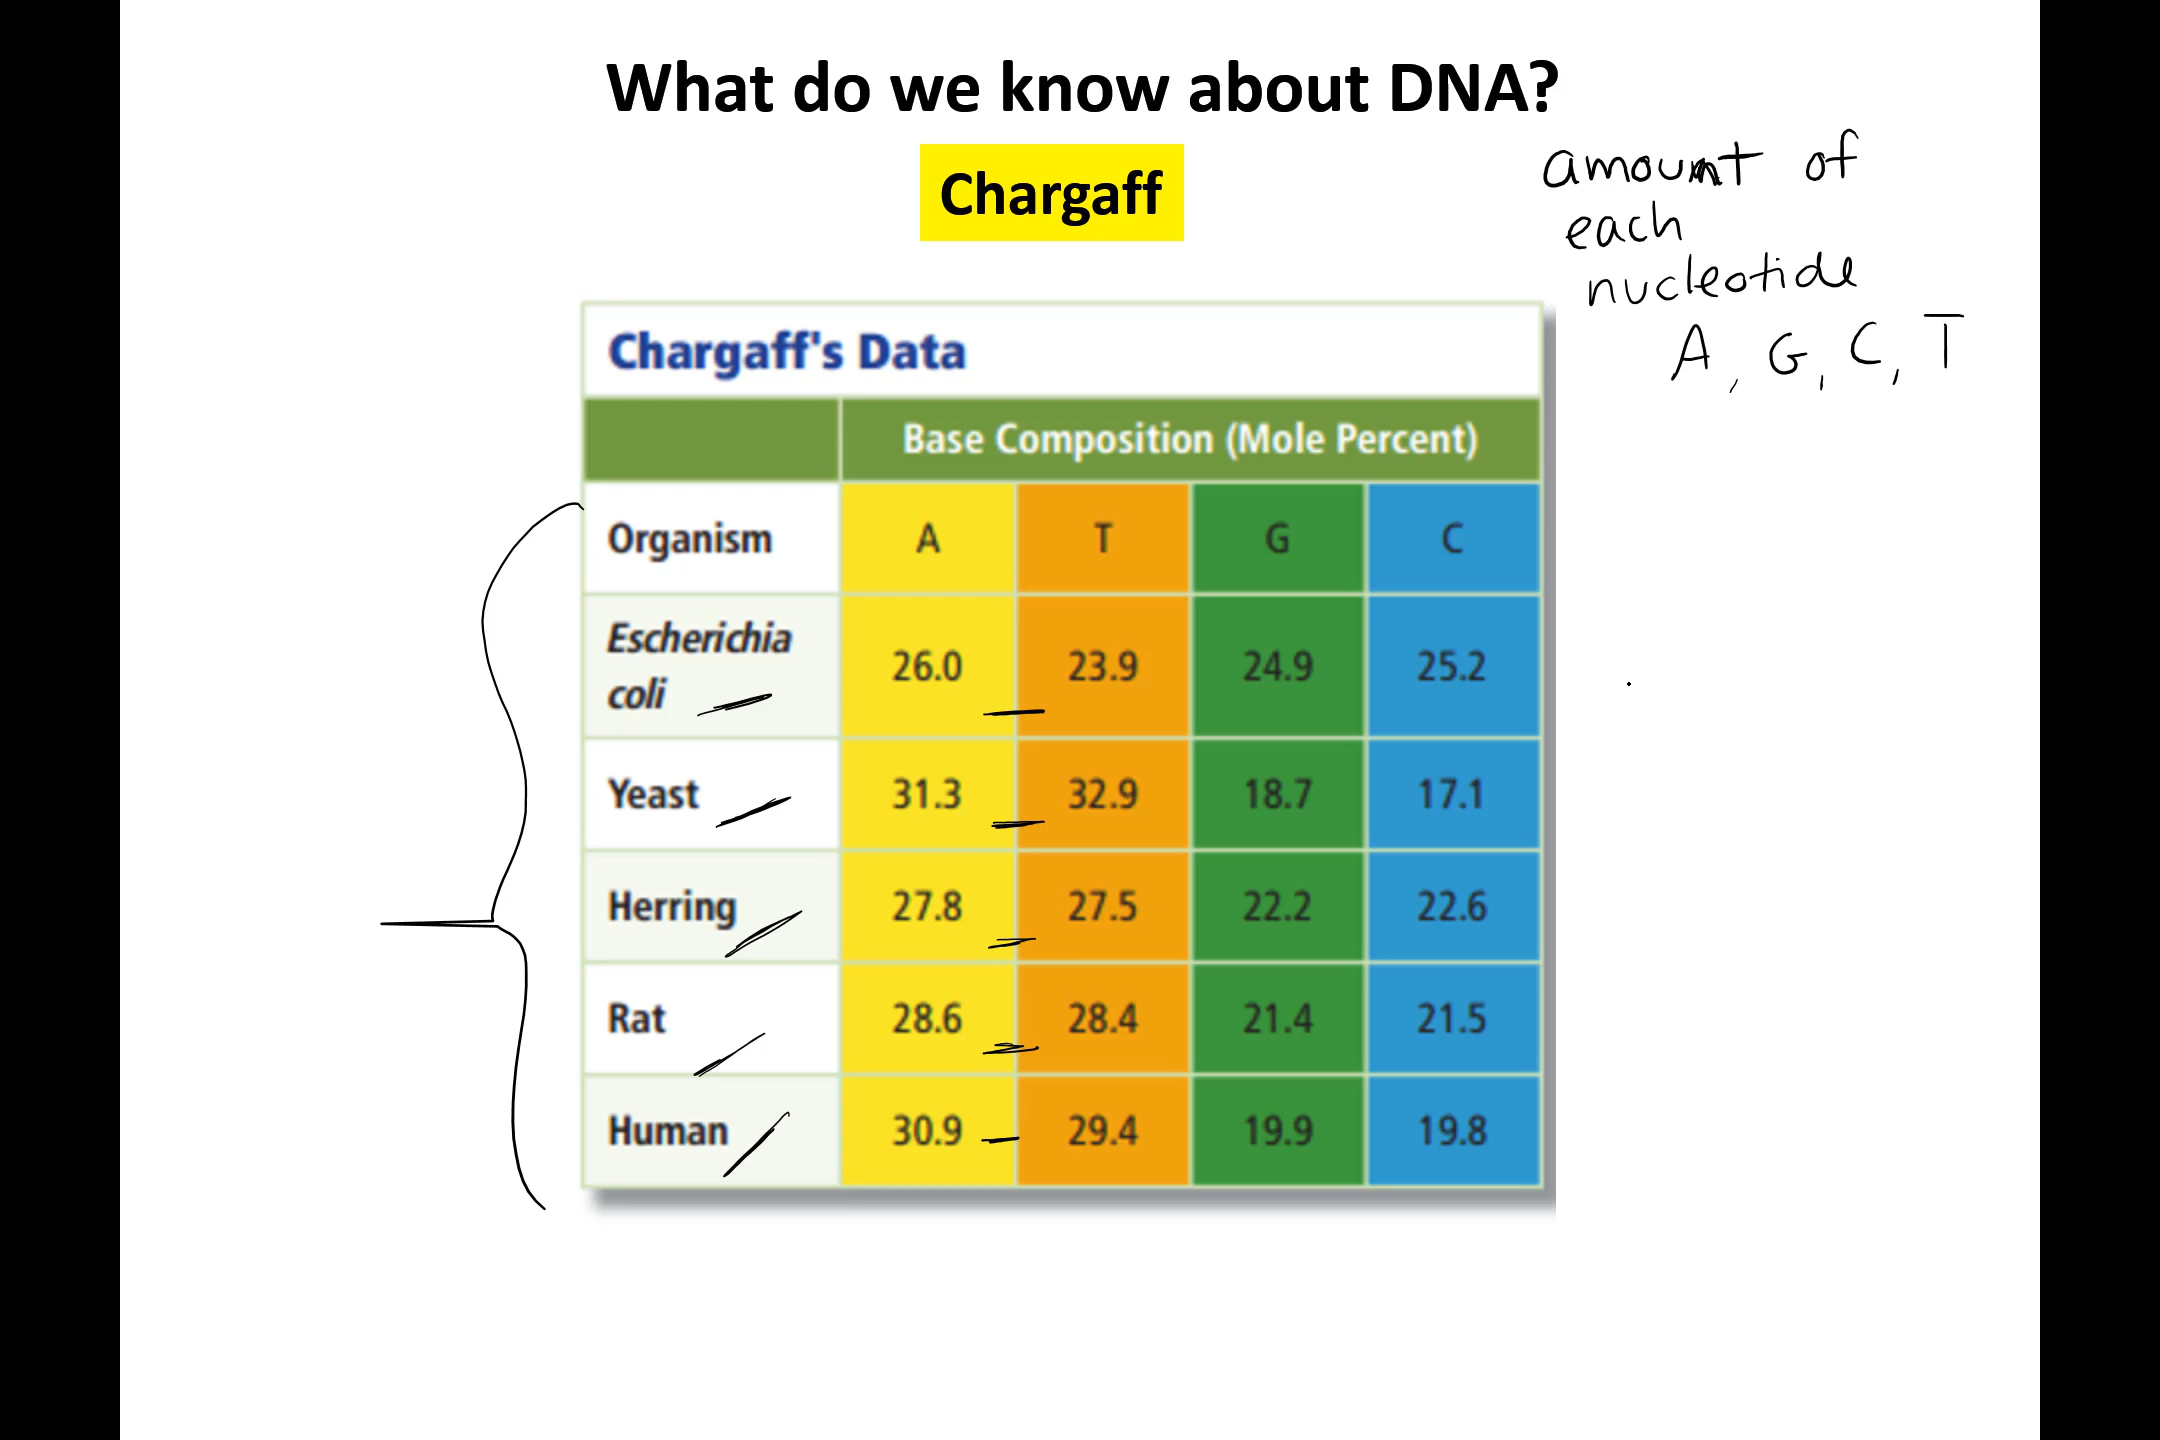 What do we know about DNA?
Chargaff
amount of
each
nucleotide
A, G, C, T
Chargaff's Data
Base Composition (Mole Percent)
Organism A T G C
Escherichia
coli 26.0 23.9 24.9 25.2
Yeast 31.3 32.9 18.7 17.1
Herring 27.8 27.5 22.2 22.6
Rat 28.6 28.4 21.4 21.5
Human 30.9 29.4 19.9 19.8